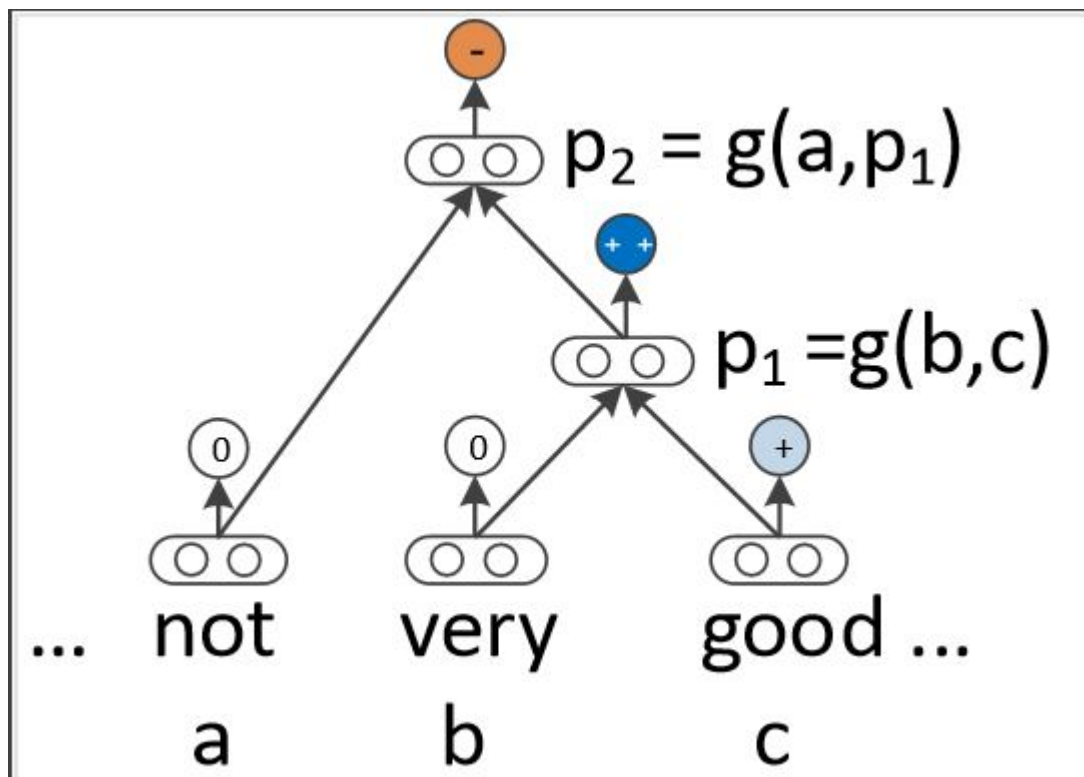 -
p₂ = g(a,p₁)
+ +
p₁ =g(b,c)
0 0 +
... not very good ...
a b c